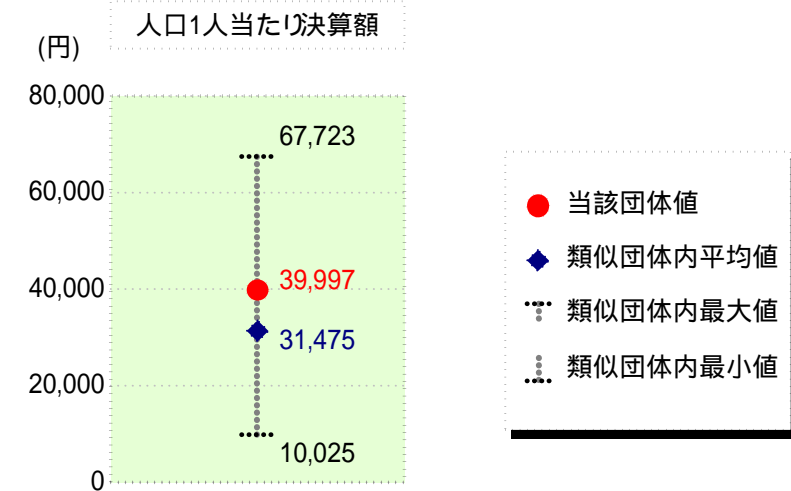 人口1人当たり決算額
(円)
80,000
67,723
60,000
40,000
39,997
31,475
20,000
10,025
0
当該団体値
類似団体内平均値
類似団体内最大値
類似団体内最小値